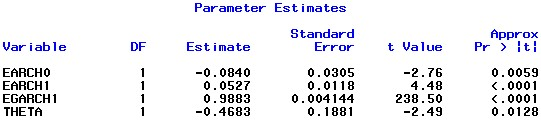 Parameter Estimates
Standard Approx
Variable DF Estimate Error t Value Pr > |t|
EARCH0 1 -0.0840 0.0305 -2.76 0.0059
EARCH1 1 0.0527 0.0118 4.48 <.0001
EGARCH1 1 0.9883 0.004144 238.50 <.0001
THETA 1 -0.4683 0.1881 -2.49 0.0128